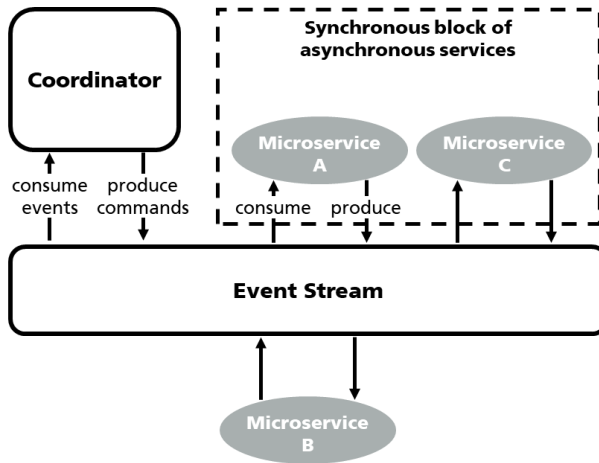 Synchronous block of
asynchronous services
Coordinator
Microservice
A
Microservice
C
consume
events
produce
commands
consume
produce
Event Stream
Microservice
B